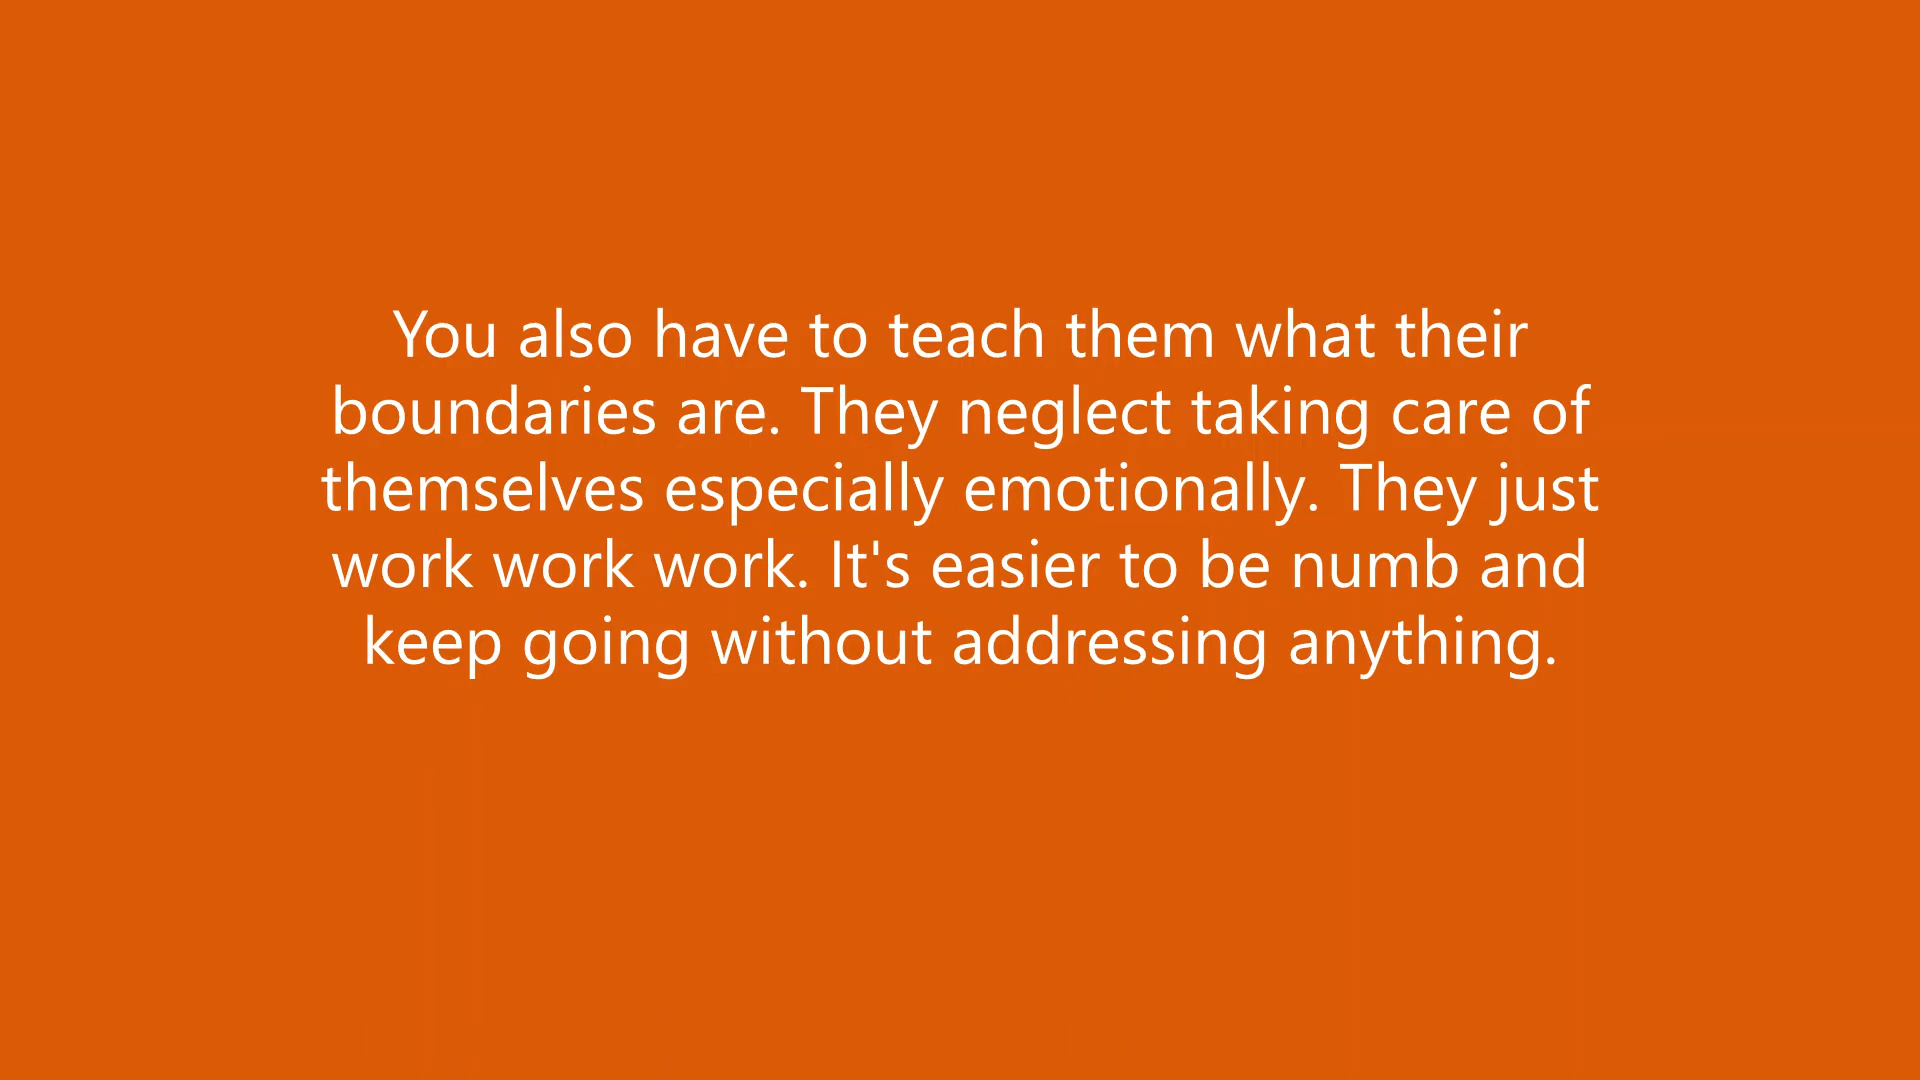 You also have to teach them what their
boundaries are. They neglect taking care of
themselves especially emotionally. They just
work work work. It's easier to be numb and
keep going without addressing anything.